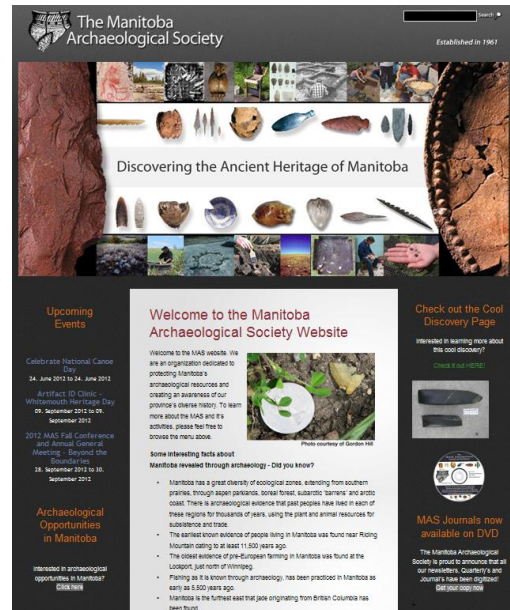 The Manitoba
Archaeological Society
Search
Established in 1961
Discovering the Ancient Heritage of Manitoba
Upcoming
Events
Celebrate National Canoe
Day
24. June 2012 to 24. June 2012
Artifact ID Clinic -
Whitemouth Heritage Day
09. September 2012 to 09.
September 2012
2012 MAS Fall Conference
and Annual General
Meeting - Beyond the
Boundaries
28. September 2012 to 30.
September 2012
Archaeological
Opportunities
in Manitoba
Interested in archaeological
opportunities in Manitoba?
Click here
Welcome to the Manitoba
Archaeological Society Website
Welcome to the MAS website. We
are an organization dedicated to
protecting Manitoba's
archaeological resources and
creating an awareness of our
province's diverse history. To learn
more about the MAS and it's
activities, please feel free to
browse the menu above.
Photo courtesy of Gordon Hill
Some interesting facts about
Manitoba revealed through archaeology - Did you know?
• Manitoba has a great diversity of ecological zones, extending from southern
prairies, through aspen parklands, boreal forest, subarctic 'barrens' and arctic
coast. There is archaeological evidence that past peoples have lived in each of
these regions for thousands of years, using the plant and animal resources for
subsistence and trade.
• The earliest known evidence of people living in Manitoba was found near Riding
Mountain dating to at least 11,500 years ago.
• The oldest evidence of pre-European farming in Manitoba was found at the
Lockport, just north of Winnipeg.
• Fishing as it is known through archaeology, has been practiced in Manitoba as
early as 5,500 years ago.
• Manitoba is the furthest east that jade originating from British Columbia has
been found.
Check out the Cool
Discovery Page
Interested in learning more about
this cool discovery?
Check it out HERE!
MAS Journals now
available on DVD
The Manitoba Archaeological
Society is proud to announce that all
our newsletters, Quarterly's and
Journal's have been digitized!
Get your copy now